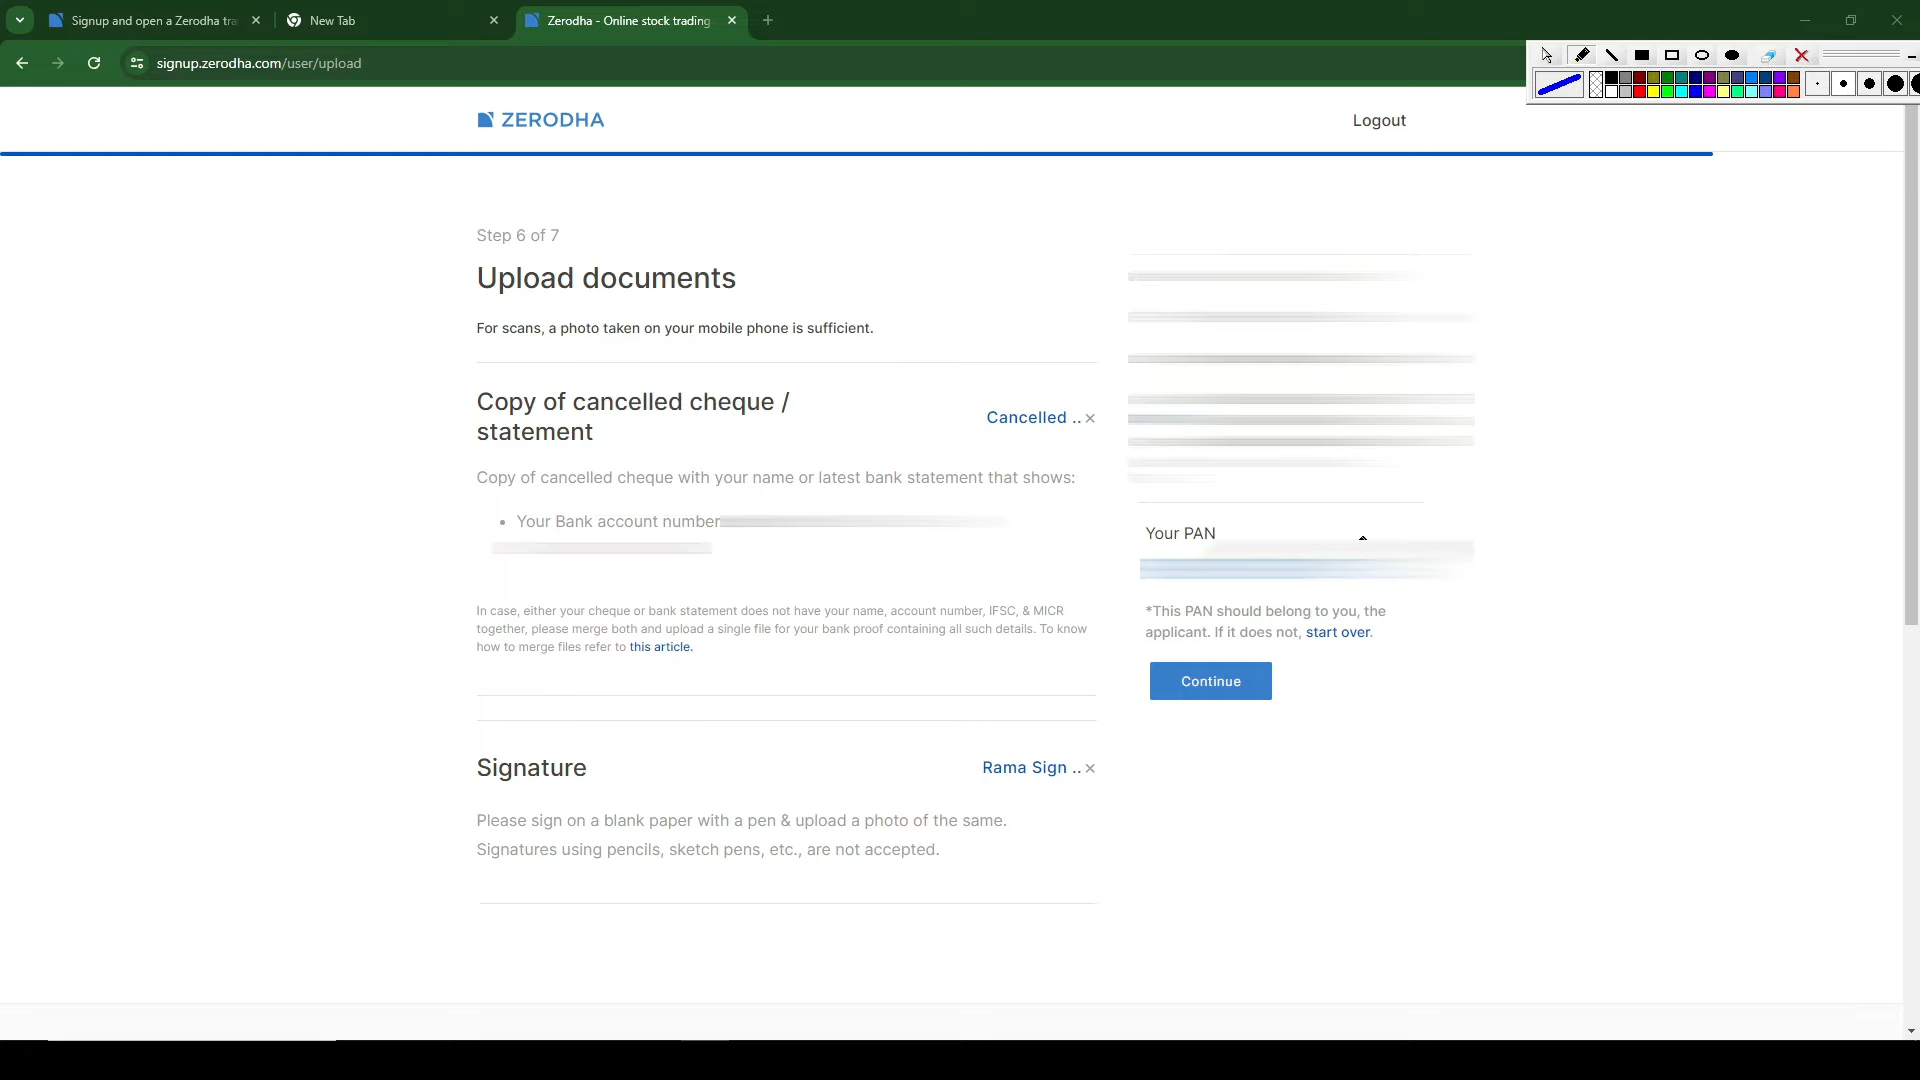 Signup and open a Zerodha tra
New Tab
Zerodha - Online stock trading
signup.zerodha.com/user/upload
ZERODHA
Logout
Step 6 of 7
Upload documents
For scans, a photo taken on your mobile phone is sufficient.
Copy of cancelled cheque /
statement
Cancelled ..
Copy of cancelled cheque with your name or latest bank statement that shows:
• Your Bank account number
In case, either your cheque or bank statement does not have your name, account number, IFSC, & MICR
together, please merge both and upload a single file for your bank proof containing all such details. To know
how to merge files refer to this article.
Signature
Rama Sign ..
Please sign on a blank paper with a pen & upload a photo of the same.
Signatures using pencils, sketch pens, etc., are not accepted.
Your PAN
*This PAN should belong to you, the
applicant. If it does not, start over.
Continue